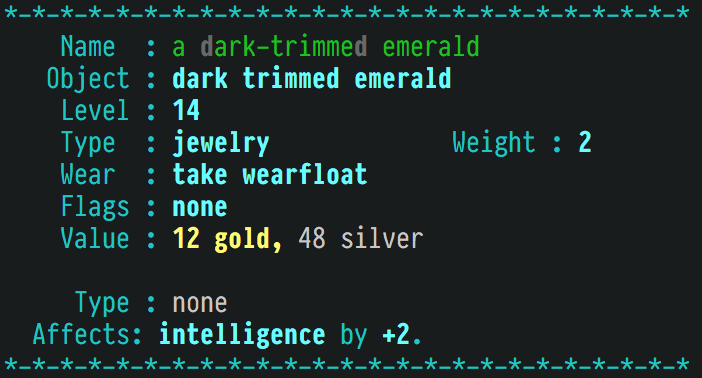 *-*-*-*-*-*-*-*-*-*-*-*-*-*-*-*-*-*-*-*-*-*-*-*-*
Name : a dark-trimmed emerald
Object : dark trimmed emerald
Level : 14
Type : jewelry Weight : 2
Wear : take wearfloat
Flags : none
Value : 12 gold, 48 silver
Type : none
Affects: intelligence by +2.
*-*-*-*-*-*-*-*-*-*-*-*-*-*-*-*-*-*-*-*-*-*-*-*-*